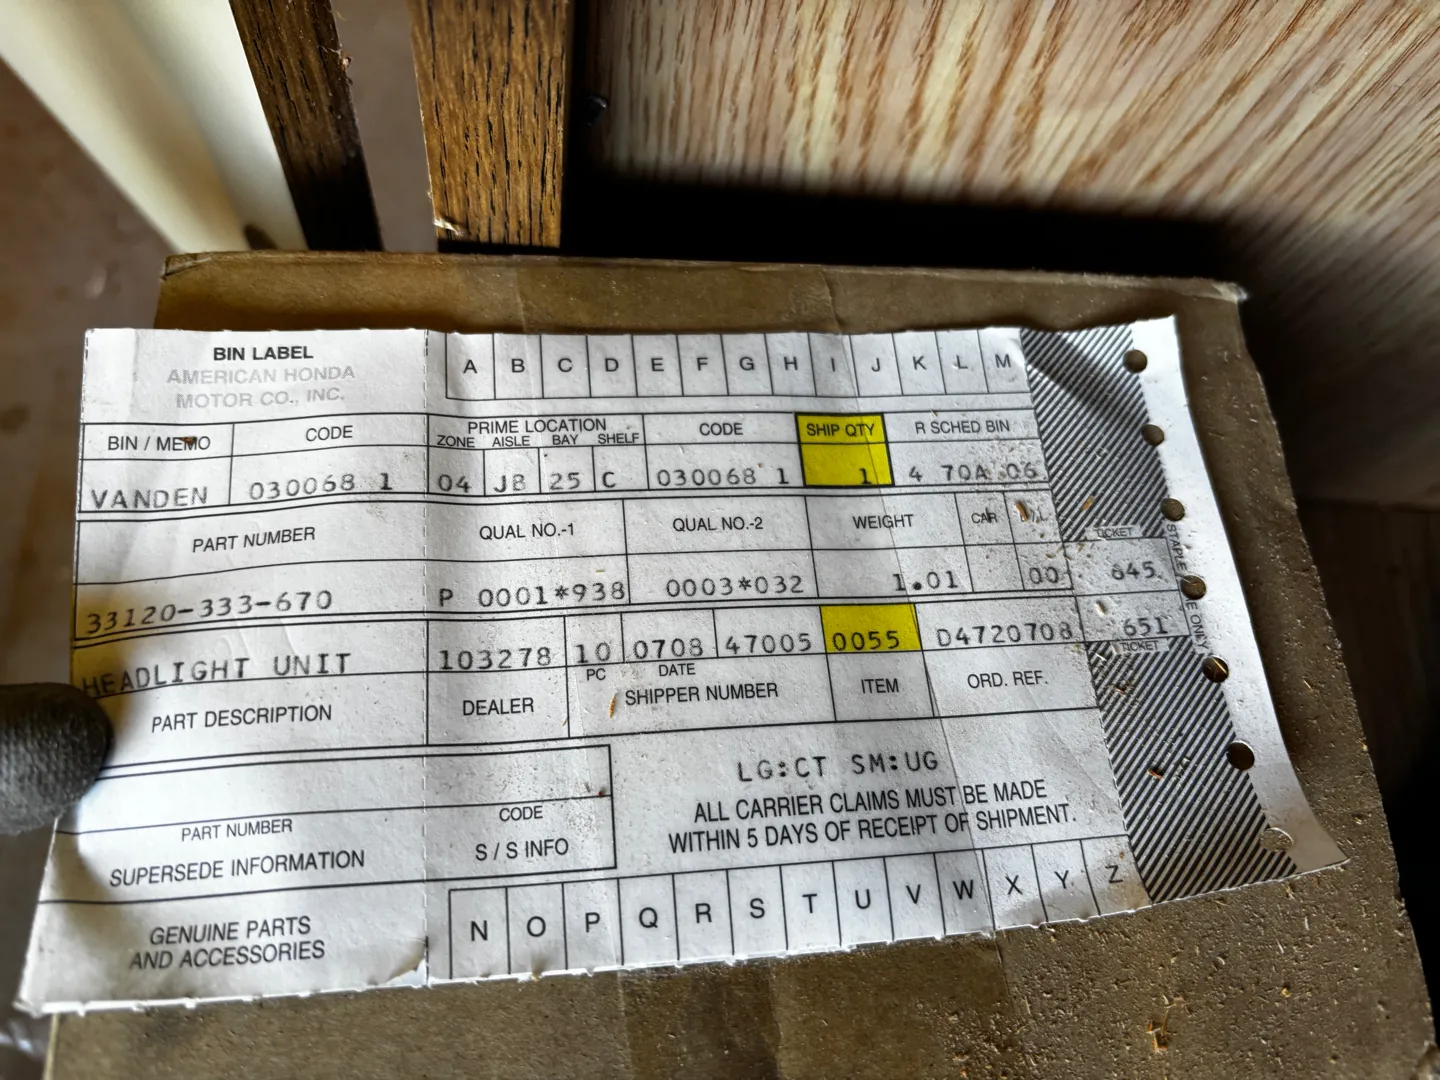 BIN LABEL
AMERICAN HONDA
MOTOR CO., INC.
A B C D E F G H I J K L M
BIN / MEMO CODE PRIME LOCATION CODE SHIP QTY R SCHED BIN
ZONE AISLE BAY SHELF
VANDEN 030068 1 04 JB 25 C 030068 1 1 4 70A 06
PART NUMBER QUAL NO.-1 QUAL NO.-2 WEIGHT CAR
TICKET
33120-333-670 P 0001*938 0003*032 1.01 00 645
HEADLIGHT UNIT 103278 10 0708 47005 0055 D4720708 651
TICKET
PART DESCRIPTION DEALER PC DATE
SHIPPER NUMBER ITEM ORD. REF.
STAPLE ONLY
LG:CT SM:UG
PART NUMBER CODE
SUPERSEDE INFORMATION S / S INFO
ALL CARRIER CLAIMS MUST BE MADE
WITHIN 5 DAYS OF RECEIPT OF SHIPMENT.
GENUINE PARTS
AND ACCESSORIES
N O P Q R S T U V W X Y Z